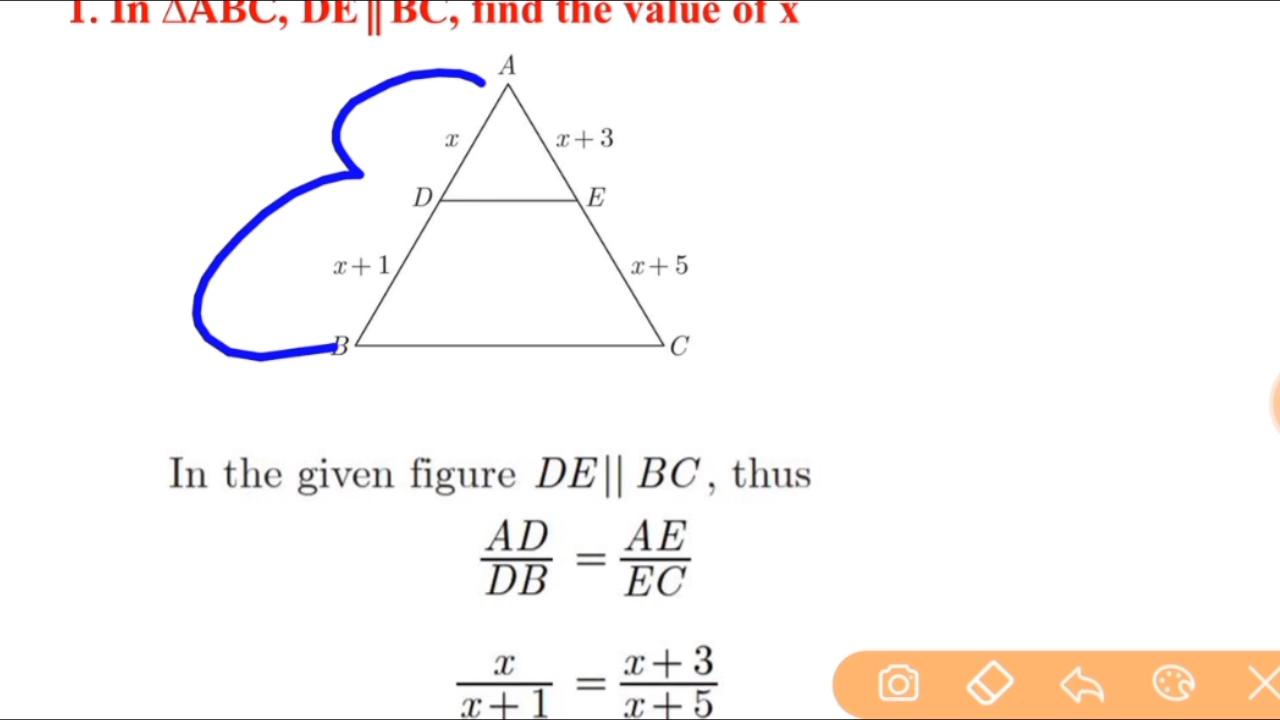 1. In ΔABC, DE || BC, find the value of x
A
x
x + 3
D
E
x + 1
x + 5
B
C
In the given figure DE || BC, thus
AD/DB = AE/EC
x/x + 1 = x + 3/x + 5